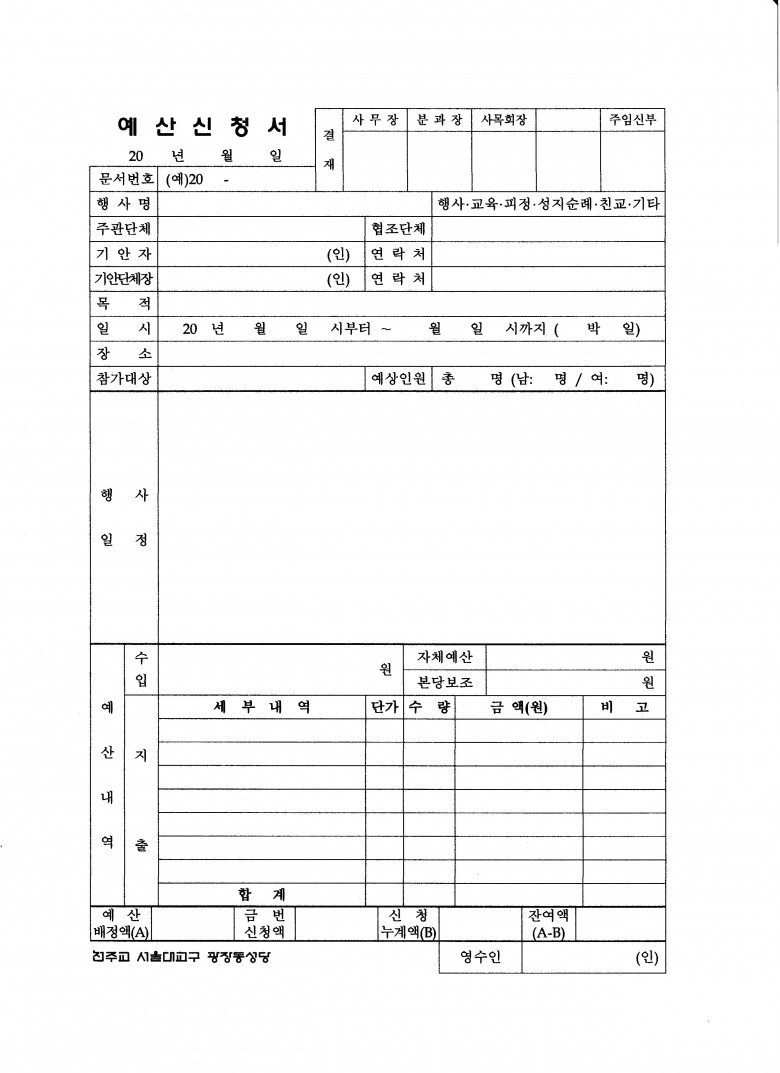 예 산 신 청 서
20 년 월 일
결 재
사 무 장 분 과 장 사목회장 주임신부
문서번호 (예)20 -
행 사 명 행사·교육·피정·성지순례·친교·기타
주관단체 협조단체
기 안 자 (인) 연 락 처
기안단체장 (인) 연 락 처
목 적
일 시 20 년 월 일 시부터 ~ 월 일 시까지 ( 박 일)
장 소
참가대상 예상인원 총 명 (남: 명 / 여: 명)
행 사
일 정
예 산 내 역
수 입 원
자체예산 원
본당보조 원
지 출
세 부 내 역 단가 수 량 금 액(원) 비 고
합 계
예 산 배정액(A) 금 번 신청액 신 청 누계액(B) 잔여액 (A-B)
천주교 서울대교구 광장동성당 영수인 (인)